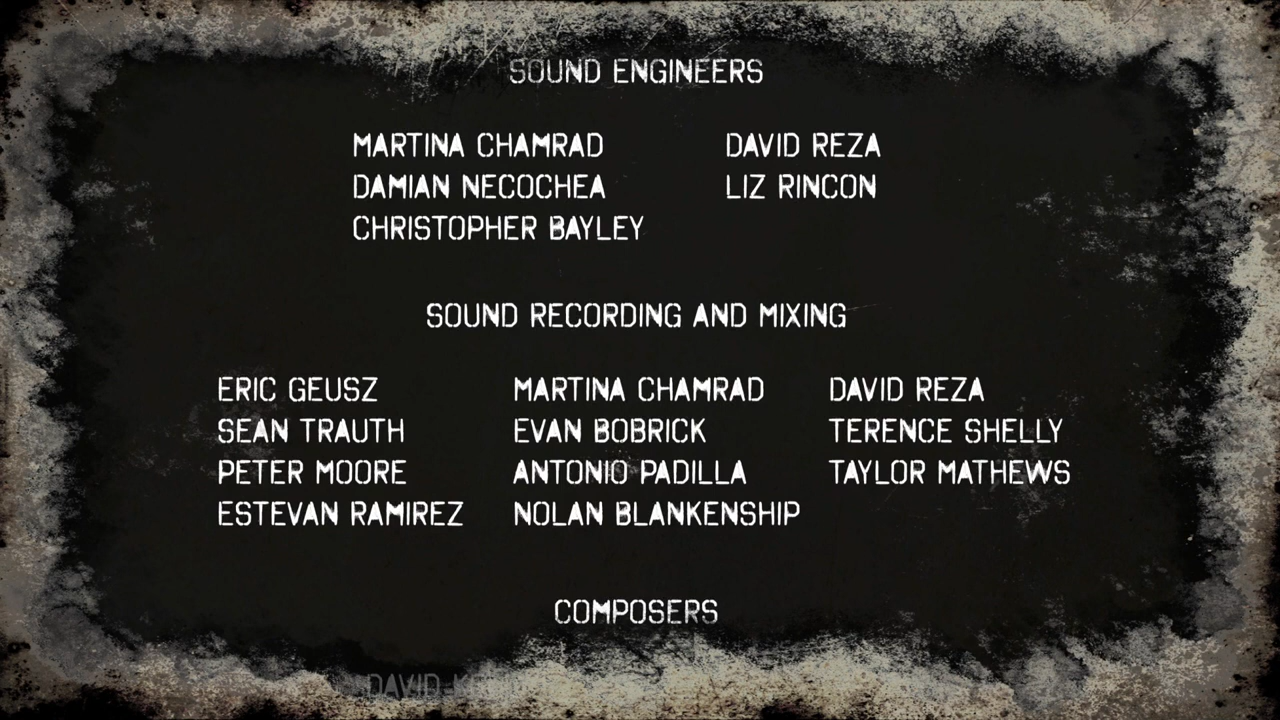 SOUND ENGINEERS
MARTINA CHAMRAD DAVID REZA
DAMIAN NECOCHEA LIZ RINCON
CHRISTOPHER BAYLEY
SOUND RECORDING AND MIXING
ERIC GEUSZ MARTINA CHAMRAD DAVID REZA
SEAN TRAUTH EVAN BOBRICK TERENCE SHELLY
PETER MOORE ANTONIO PADILLA TAYLOR MATHEWS
ESTEVAN RAMIREZ NOLAN BLANKENSHIP
COMPOSERS
DAVID